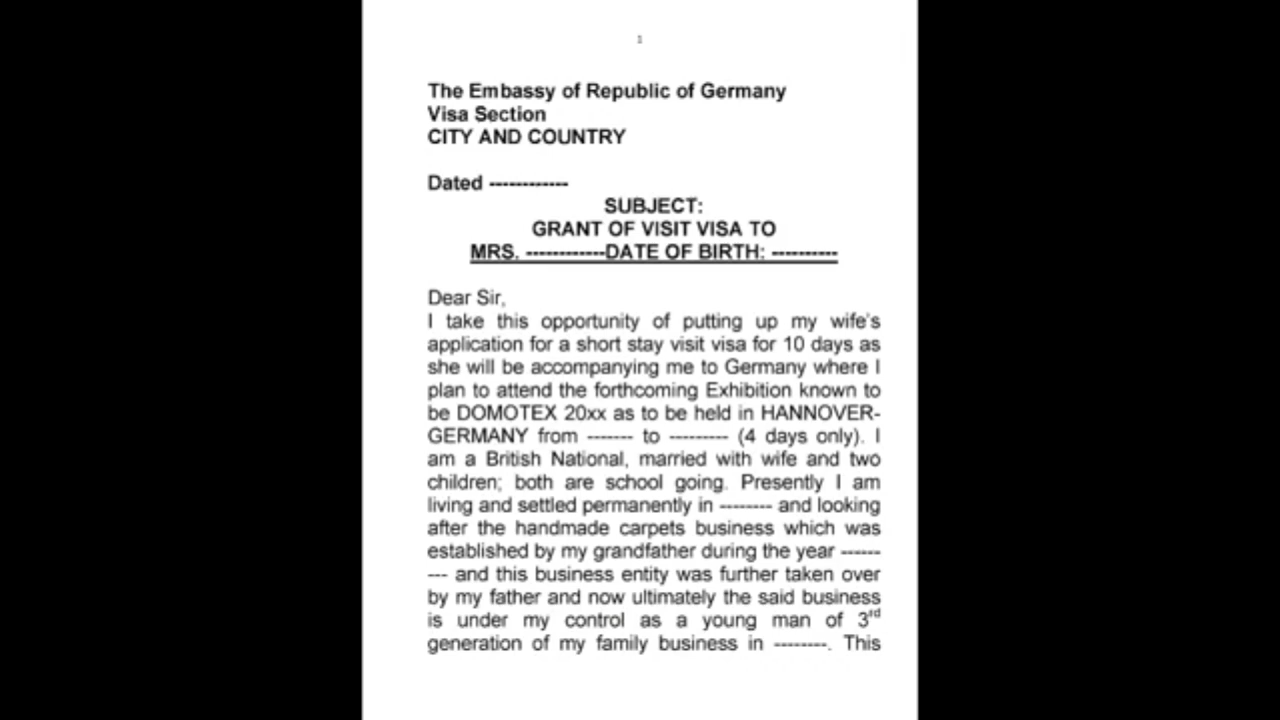 1
The Embassy of Republic of Germany
Visa Section
CITY AND COUNTRY
Dated ------------
SUBJECT:
GRANT OF VISIT VISA TO
MRS. ------------DATE OF BIRTH: ----------
Dear Sir,
I take this opportunity of putting up my wife's
application for a short stay visit visa for 10 days as
she will be accompanying me to Germany where I
plan to attend the forthcoming Exhibition known to
be DOMOTEX 20xx as to be held in HANNOVER-
GERMANY from ------- to --------- (4 days only). I
am a British National, married with wife and two
children; both are school going. Presently I am
living and settled permanently in -------- and looking
after the handmade carpets business which was
established by my grandfather during the year ------
--- and this business entity was further taken over
by my father and now ultimately the said business
is under my control as a young man of 3rd
generation of my family business in --------. This